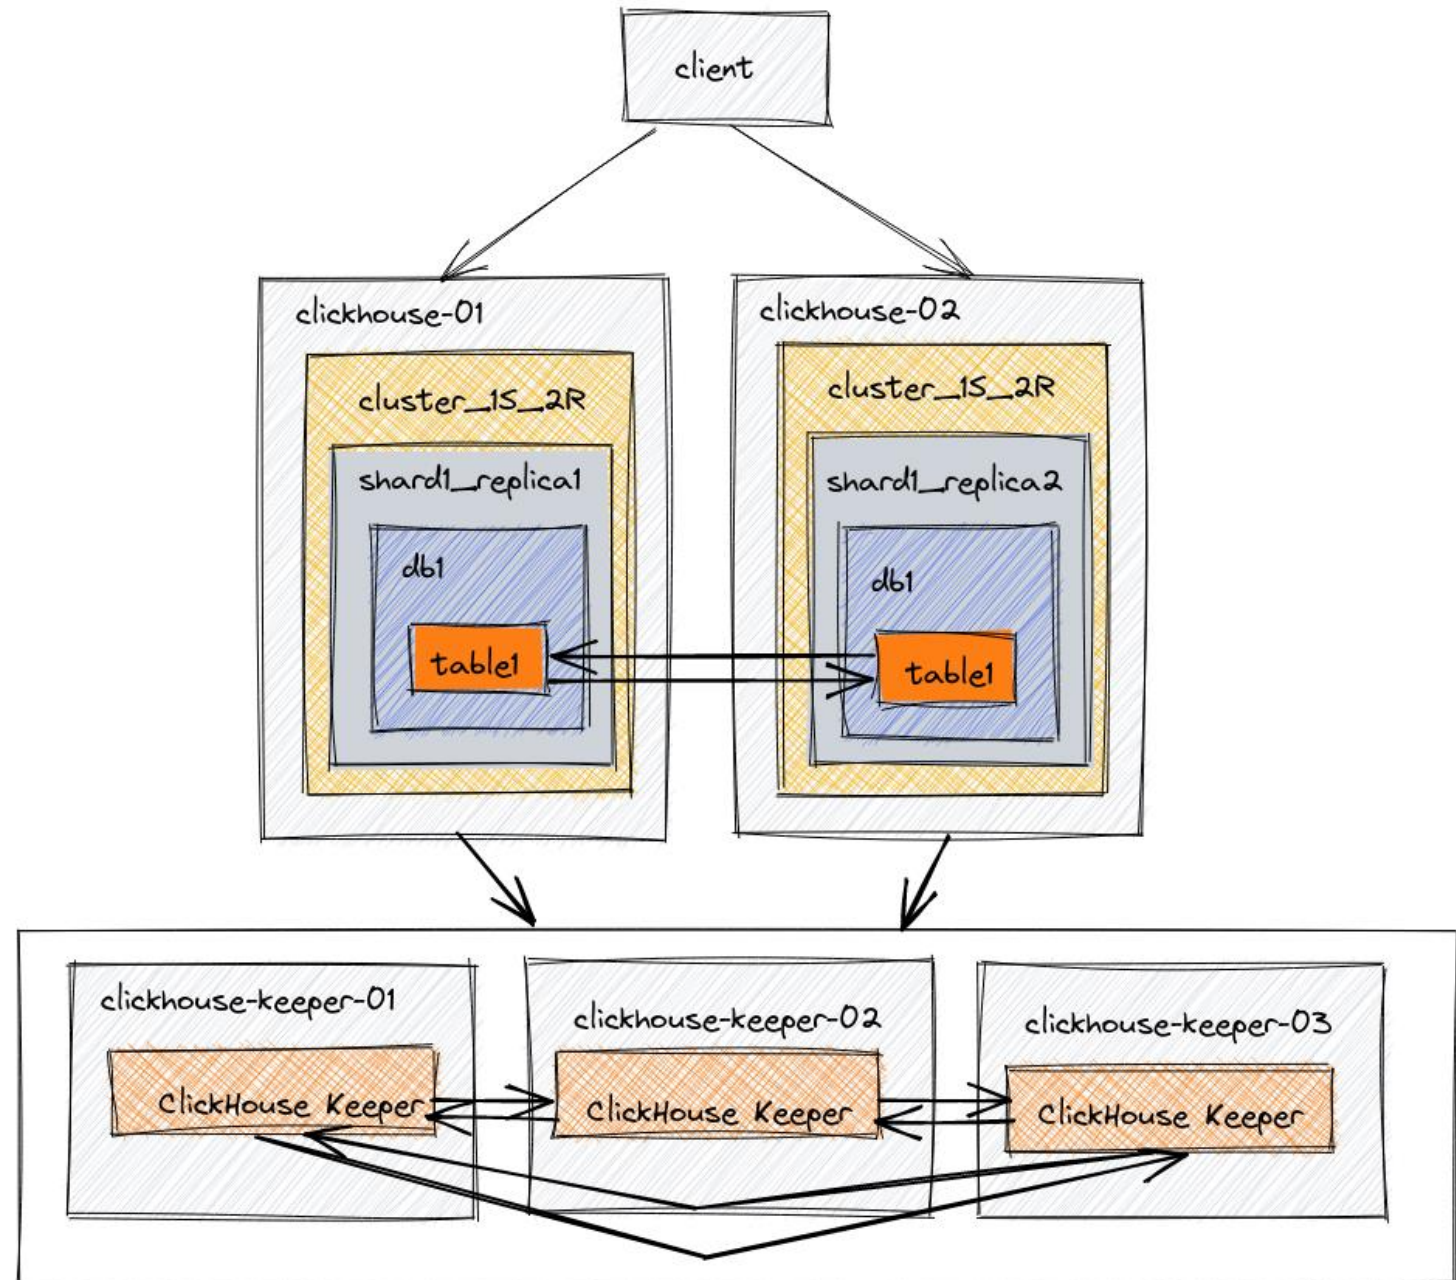 client
clickhouse-01
clickhouse-02
cluster_1S_2R
cluster_1S_2R
shard1_replica1
shard1_replica2
db1
db1
table1
table1
clickhouse-keeper-01
clickhouse-keeper-02
clickhouse-keeper-03
ClickHouse Keeper
ClickHouse Keeper
ClickHouse Keeper